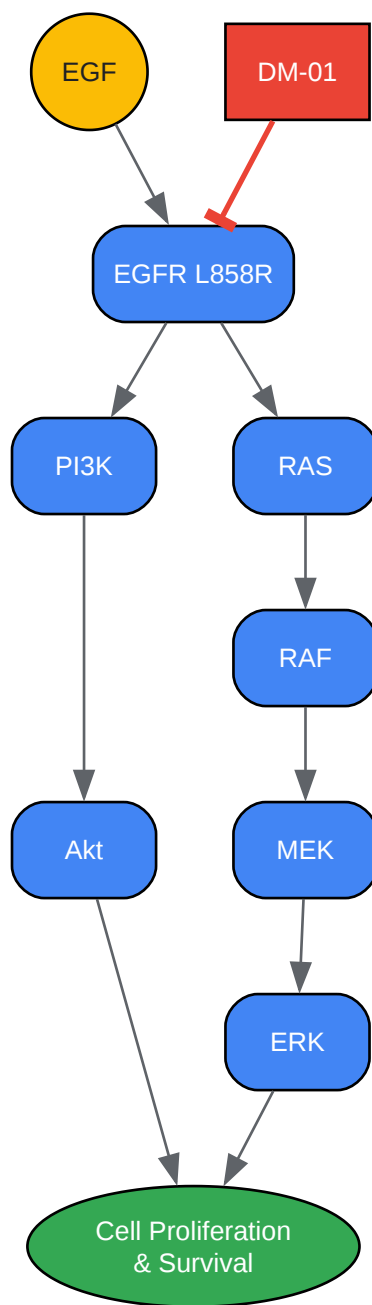 EGF
DM-01
EGFR L858R
PI3K
RAS
RAF
Akt
MEK
ERK
Cell Proliferation
& Survival